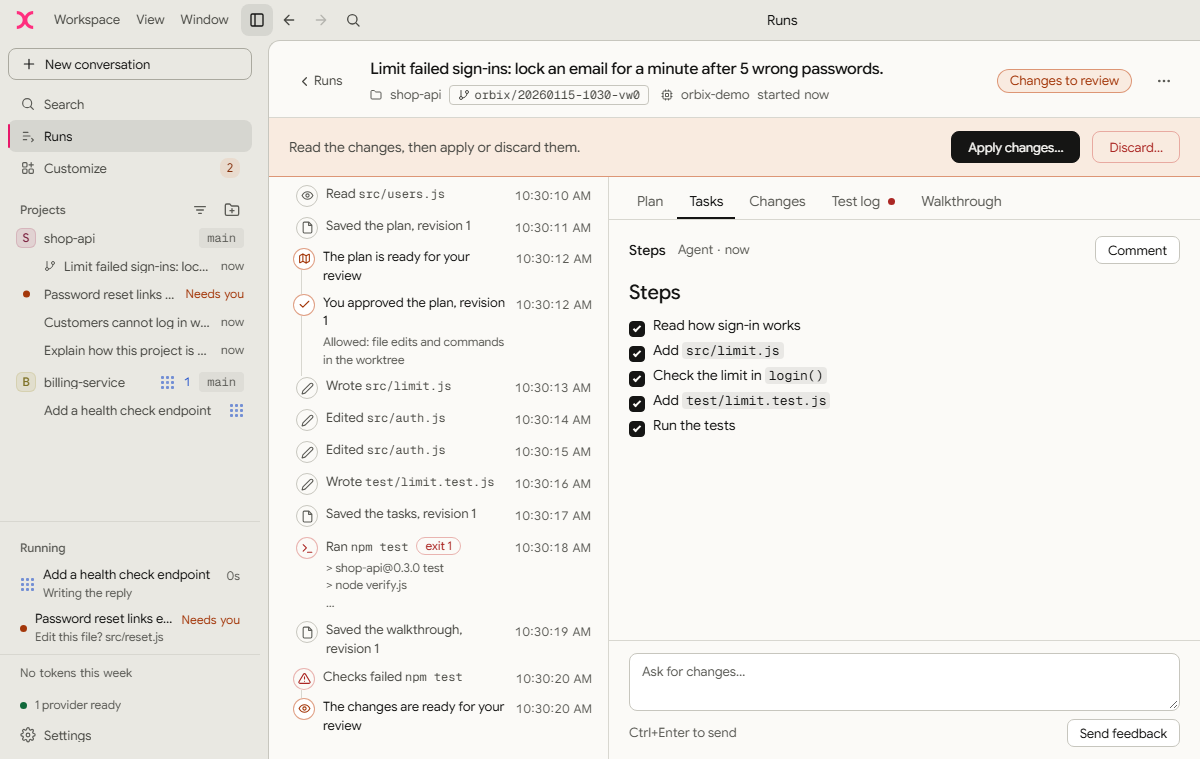 Workspace View Window
Runs
New conversation
Search
Runs
Customize 2
Projects
S shop-api main
Limit failed sign-ins: loc... now
Password reset links ... Needs you
Customers cannot log in w... now
Explain how this project is ... now
B billing-service 1 main
Add a health check endpoint
Running
Add a health check endpoint 0s
Writing the reply
Password reset links e... Needs you
Edit this file? src/reset.js
No tokens this week
1 provider ready
Settings
Runs
Limit failed sign-ins: lock an email for a minute after 5 wrong passwords.
shop-api orbix/20260115-1030-vw0 orbix-demo started now
Changes to review
Read the changes, then apply or discard them.
Apply changes...
Discard...
Read src/users.js 10:30:10 AM
Saved the plan, revision 1 10:30:11 AM
The plan is ready for your 10:30:12 AM
review
You approved the plan, revision 10:30:12 AM
1
Allowed: file edits and commands
in the worktree
Wrote src/limit.js 10:30:13 AM
Edited src/auth.js 10:30:14 AM
Edited src/auth.js 10:30:15 AM
Wrote test/limit.test.js 10:30:16 AM
Saved the tasks, revision 1 10:30:17 AM
Ran npm test exit 1 10:30:18 AM
> shop-api@0.3.0 test
> node verify.js
...
Saved the walkthrough, 10:30:19 AM
revision 1
Checks failed npm test 10:30:20 AM
The changes are ready for your 10:30:20 AM
review
Plan Tasks Changes Test log Walkthrough
Steps Agent · now
Comment
Steps
Read how sign-in works
Add src/limit.js
Check the limit in login()
Add test/limit.test.js
Run the tests
Ask for changes...
Ctrl+Enter to send
Send feedback